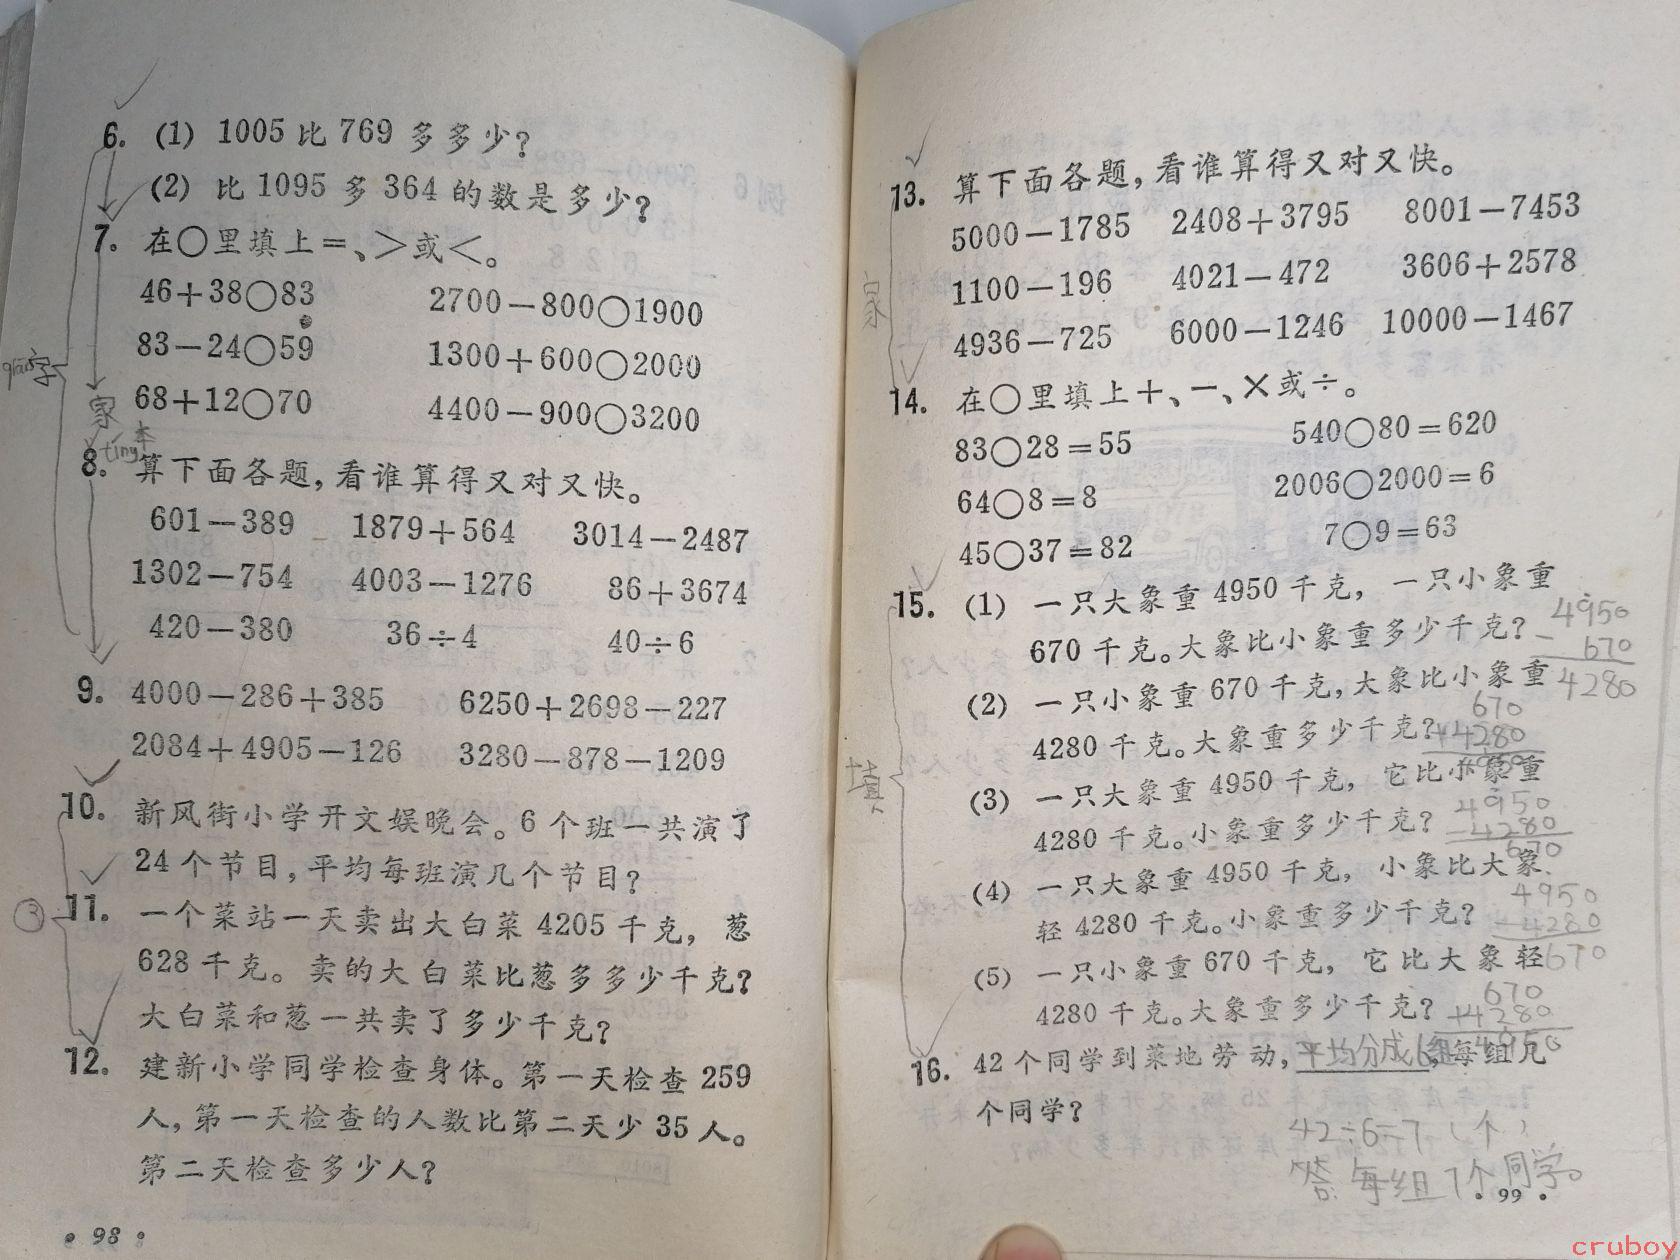 6. (1) 1005比769多多少?
(2) 比1095多364的数是多少?
7. 在○里填上=、>或<。
46+38○83 2700-800○1900
83-24○59 1300+600○2000
68+12○70 4400-900○3200
家
本
tíng
8. 算下面各题,看谁算得又对又快。
601-389 1879+564 3014-2487
1302-754 4003-1276 86+3674
420-380 36÷4 40÷6
9. 4000-286+385 6250+2698-227
2084+4905-126 3280-878-1209
10. 新风街小学开文娱晚会。6个班一共演了
24个节目,平均每班演几个节目?
③
11. 一个菜站一天卖出大白菜4205千克,葱
628千克。卖的大白菜比葱多多少千克?
大白菜和葱一共卖了多少千克?
12. 建新小学同学检查身体。第一天检查259
人,第一天检查的人数比第二天少35人。
第二天检查多少人?
• 98 •
13. 算下面各题,看谁算得又对又快。
5000-1785 2408+3795 8001-7453
1100-196 4021-472 3606+2578
4936-725 6000-1246 10000-1467
家
14. 在○里填上+、-、×或÷。
83○28=55 540○80=620
64○8=8 2006○2000=6
45○37=82 7○9=63
15. (1) 一只大象重4950千克,一只小象重
670千克。大象比小象重多少千克?
4950
- 670
4280
(2) 一只小象重670千克,大象比小象重
4280千克。大象重多少千克?
670
+4280
4950
(3) 一只大象重4950千克,它比小象重
4280千克。小象重多少千克?
4950
-4280
670
填
(4) 一只大象重4950千克,小象比大象
轻4280千克。小象重多少千克?
4950
-4280
670
(5) 一只小象重670千克,它比大象轻
4280千克。大象重多少千克?
670
+4280
4950
16. 42个同学到菜地劳动,平均分成6组,每组几
个同学?
42÷6=7(个)
答:每组7个同学。
• 99 •
cruboy